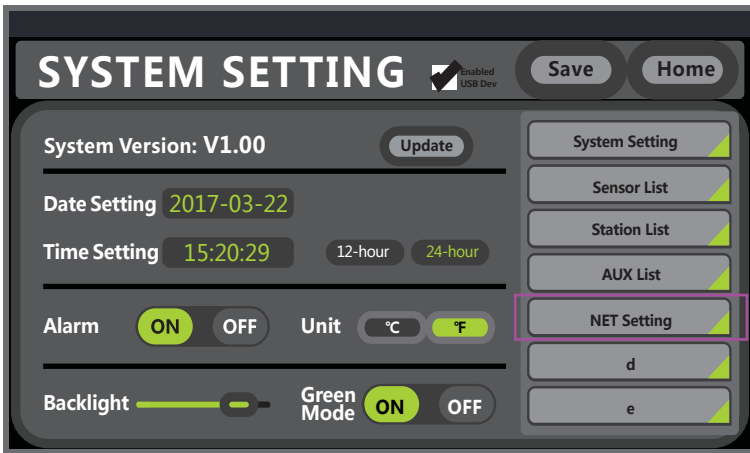 SYSTEM SETTING
Enabled
USB Dev
Save
Home
System Version: V1.00
Update
Date Setting 2017-03-22
Time Setting 15:20:29
12-hour
24-hour
Alarm
ON
OFF
Unit
℃
℉
Backlight
Green
Mode
ON
OFF
System Setting
Sensor List
Station List
AUX List
NET Setting
d
e